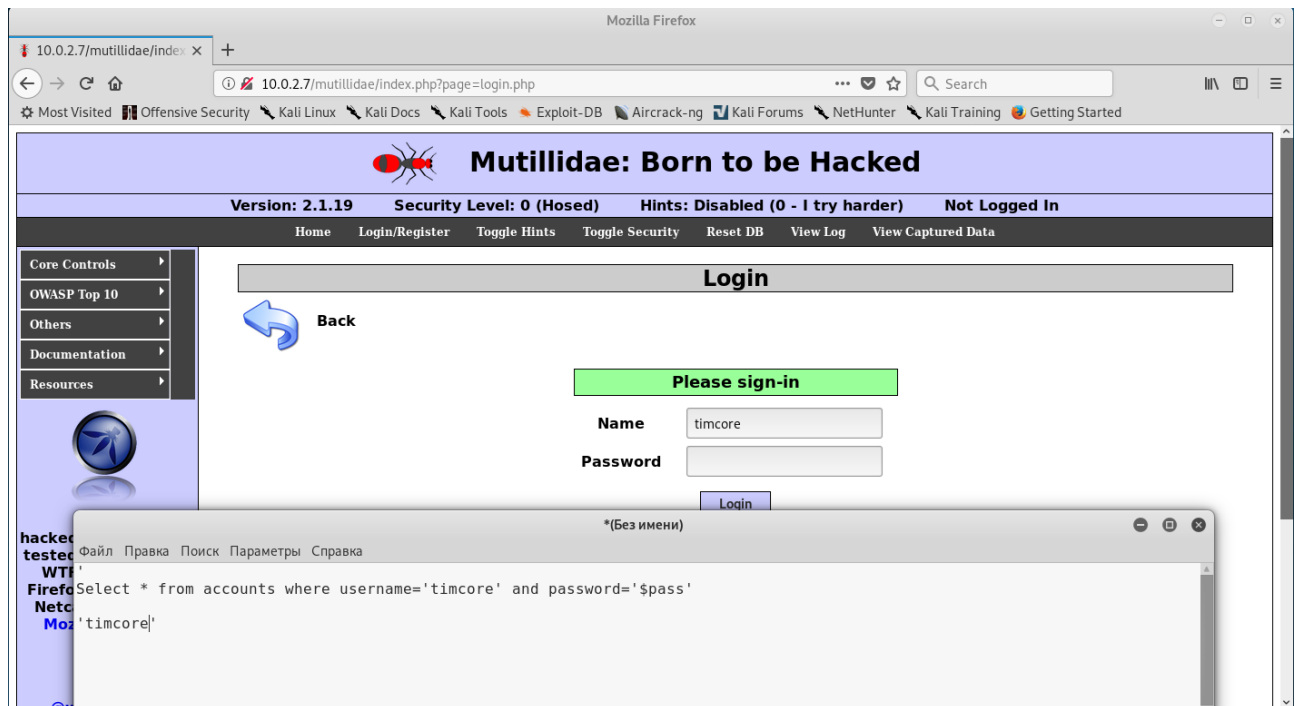 Mozilla Firefox
10.0.2.7/mutillidae/index
10.0.2.7/mutillidae/index.php?page=login.php
Search
Most Visited Offensive Security Kali Linux Kali Docs Kali Tools Exploit-DB Aircrack-ng Kali Forums NetHunter Kali Training Getting Started
Mutillidae: Born to be Hacked
Version: 2.1.19 Security Level: 0 (Hosed) Hints: Disabled (0 - I try harder) Not Logged In
Home Login/Register Toggle Hints Toggle Security Reset DB View Log View Captured Data
Core Controls
OWASP Top 10
Others
Documentation
Resources
Login
Back
Please sign-in
Name timcore
Password
Login
*(Без имени)
Файл Правка Поиск Параметры Справка
'
Select * from accounts where username='timcore' and password='$pass'
'timcore'